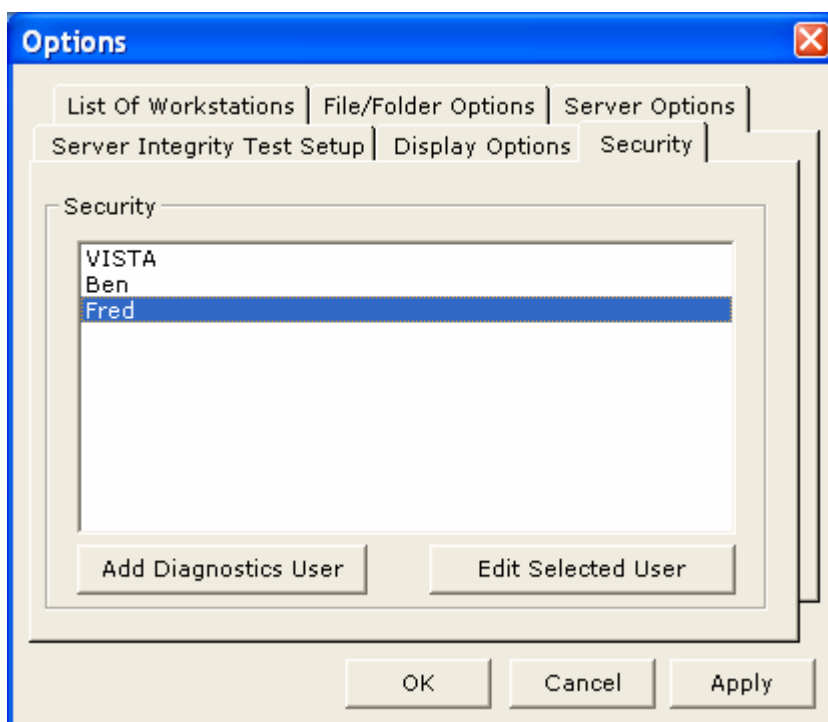 Options
List Of Workstations
File/Folder Options
Server Options
Server Integrity Test Setup
Display Options
Security
Security
VISTA
Ben
Fred
Add Diagnostics User
Edit Selected User
OK
Cancel
Apply